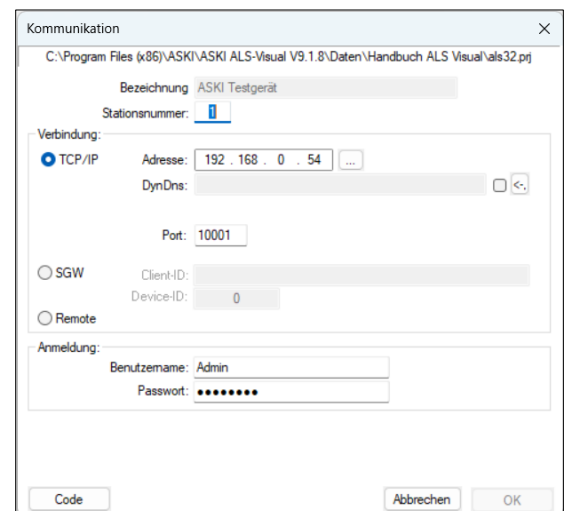 Kommunikation
C:\Program Files (x86)\ASKI\ASKI ALS-Visual V9.1.8\Daten\Handbuch ALS Visual\als32.prj
Bezeichnung ASKI Testgerät
Stationsnummer: 1
Verbindung:
TCP/IP Adresse: 192 . 168 . 0 . 54 ...
DynDns: <-,
Port: 10001
SGW Client-ID:
Device-ID: 0
Remote
Anmeldung:
Benutzername: Admin
Passwort: ●●●●●●●●
Code Abbrechen OK